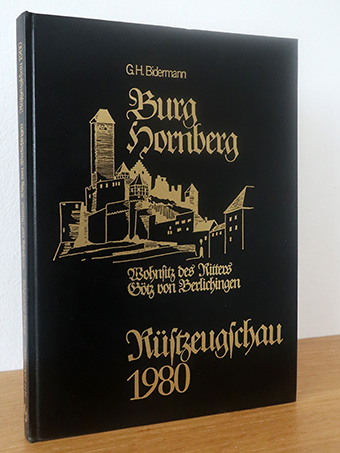 G. H. Bidermann
Burg
Hornberg
Wohnſitz des Ritters
Götz von Berlichingen
Rüſtzeugſchau
1980